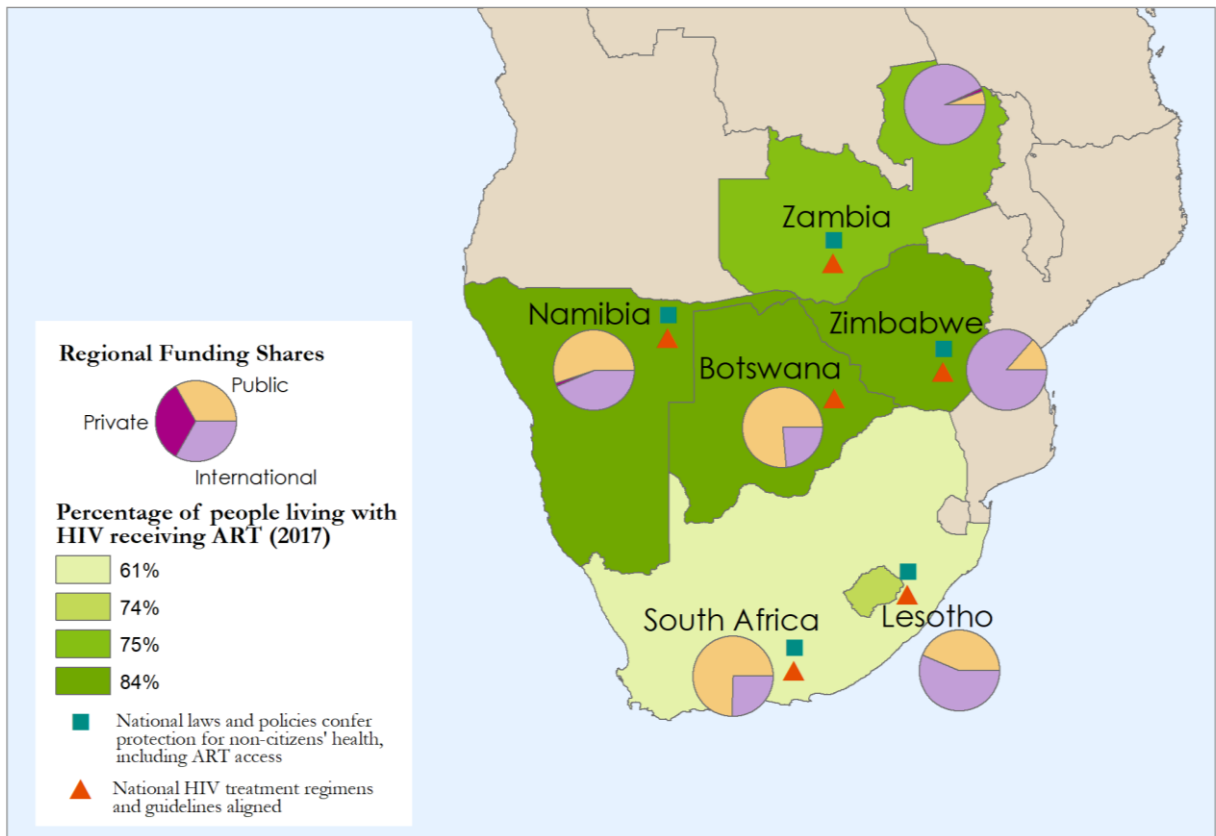 Zambia
Namibia
Zimbabwe
Botswana
South Africa
Lesotho
Regional Funding Shares
Public
Private
International
Percentage of people living with
HIV receiving ART (2017)
61%
74%
75%
84%
National laws and policies confer
protection for non-citizens' health,
including ART access
National HIV treatment regimens
and guidelines aligned